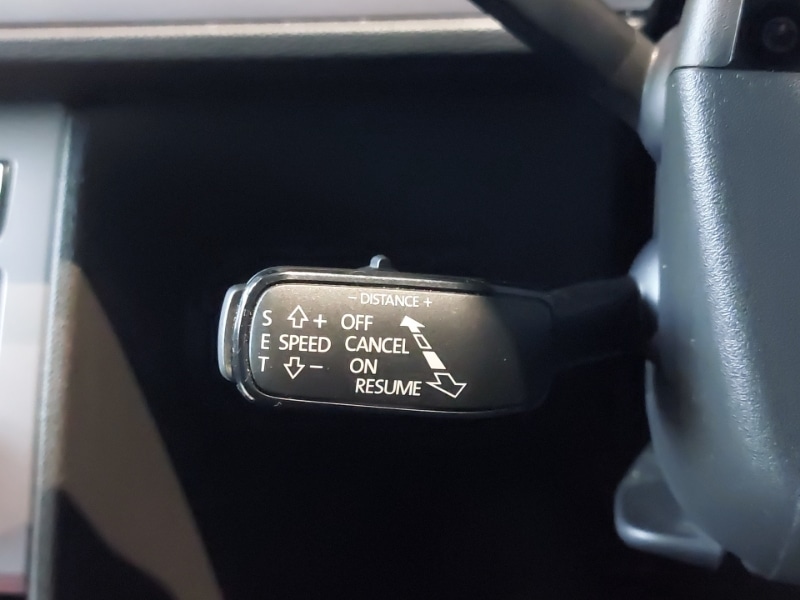 – DISTANCE +
S + OFF
E SPEED CANCEL
T – ON
RESUME